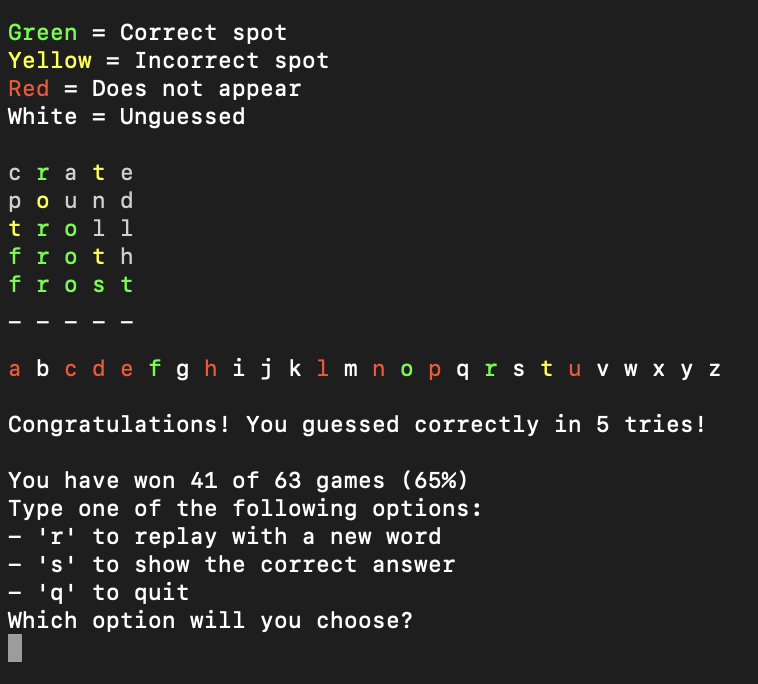 Green = Correct spot
Yellow = Incorrect spot
Red = Does not appear
White = Unguessed
c r a t e
p o u n d
t r o l l
f r o t h
f r o s t
_ _ _ _ _
a b c d e f g h i j k l m n o p q r s t u v w x y z
Congratulations! You guessed correctly in 5 tries!
You have won 41 of 63 games (65%)
Type one of the following options:
- 'r' to replay with a new word
- 's' to show the correct answer
- 'q' to quit
Which option will you choose?